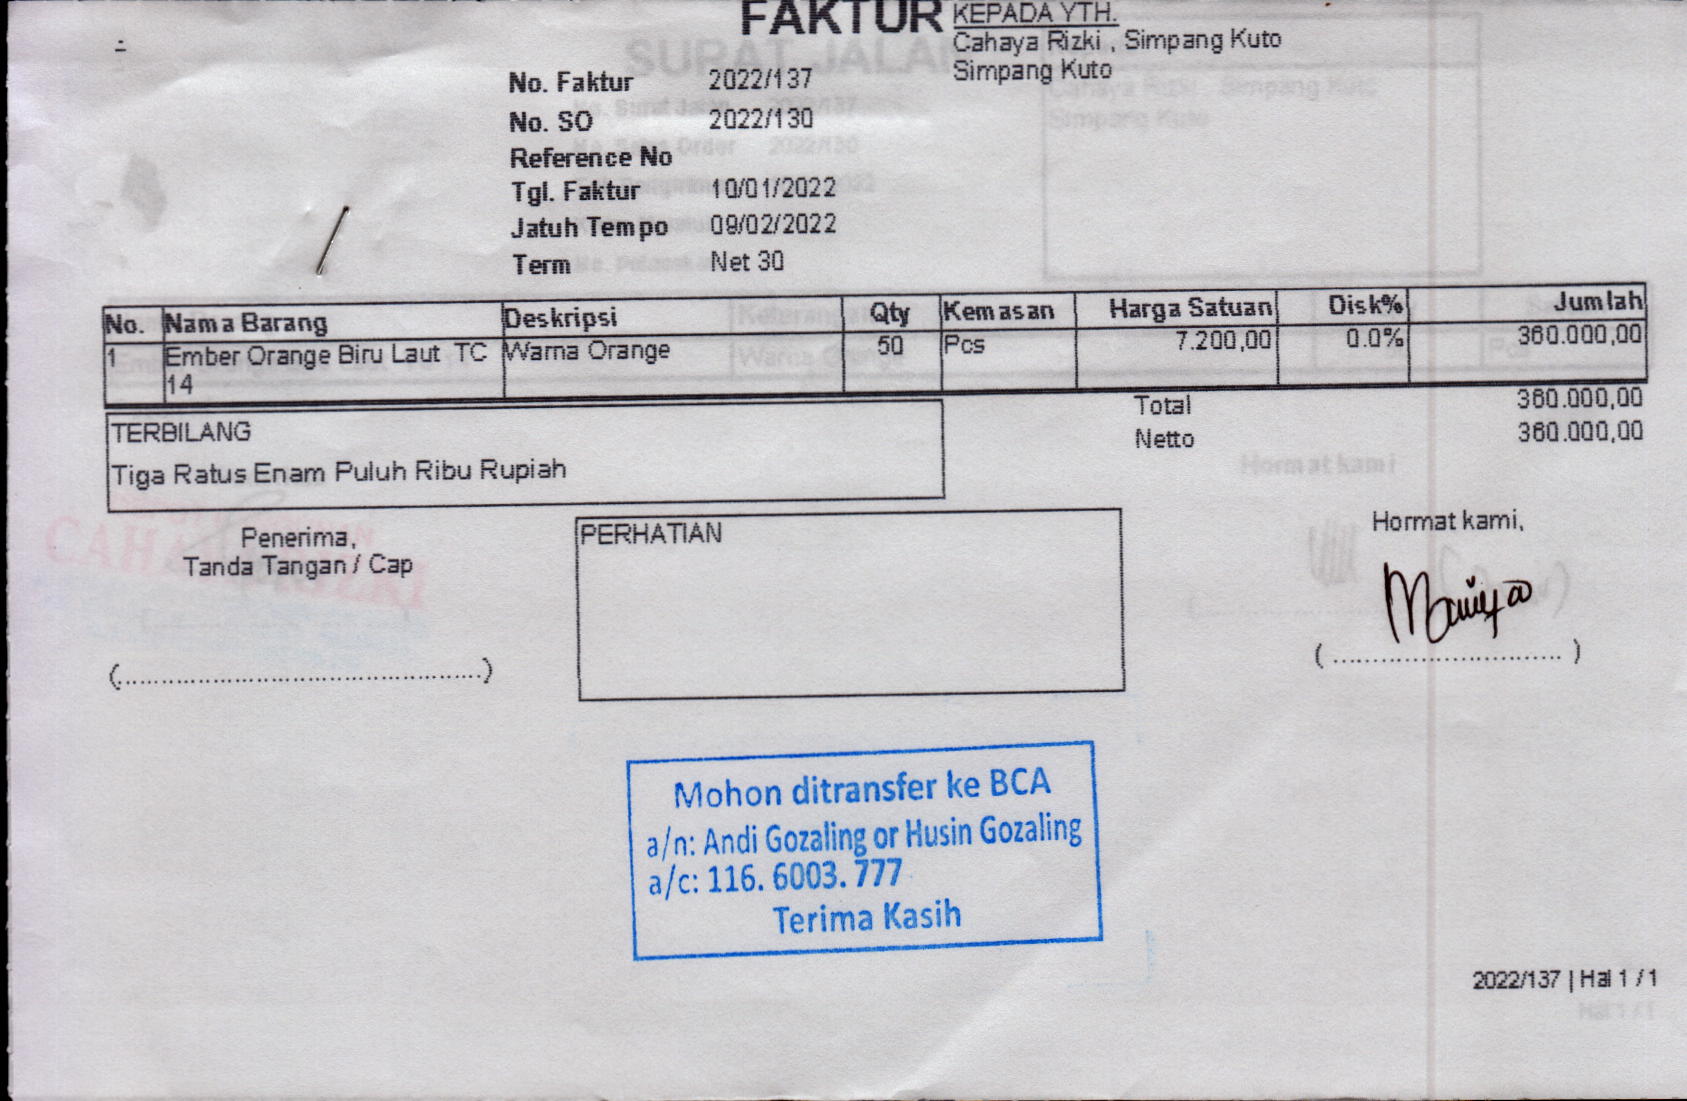 FAKTUR
KEPADA YTH.
Cahaya Rizki , Simpang Kuto
Simpang Kuto
No. Faktur 2022/137
No. SO 2022/130
Reference No
Tgl. Faktur 10/01/2022
Jatuh Tempo 09/02/2022
Term Net 30
No. Nama Barang Deskripsi Qty Kemasan Harga Satuan Disk% Jumlah
1 Ember Orange Biru Laut TC Warna Orange 50 Pcs 7.200,00 0.0% 360.000,00
14
Total 360.000,00
Netto 360.000,00
TERBILANG
Tiga Ratus Enam Puluh Ribu Rupiah
Penerima,
Tanda Tangan / Cap
(...............................................)
PERHATIAN
Hormat kami,
( ............................. )
Mohon ditransfer ke BCA
a/n: Andi Gozaling or Husin Gozaling
a/c: 116. 6003. 777
Terima Kasih
2022/137 | Hal 1 / 1